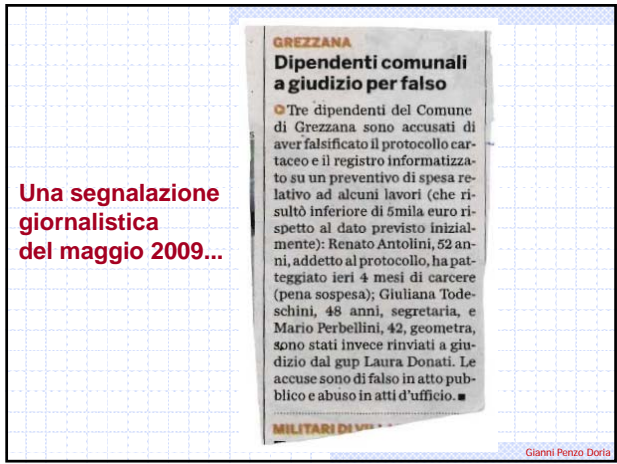 Una segnalazione
giornalistica
del maggio 2009...
GREZZANA
Dipendenti comunali
a giudizio per falso
Tre dipendenti del Comune
di Grezzana sono accusati di
aver falsificato il protocollo car-
taceo e il registro informatizza-
to su un preventivo di spesa re-
lativo ad alcuni lavori (che ri-
sultò inferiore di 5mila euro ri-
spetto al dato previsto inizial-
mente): Renato Antolini, 52 an-
ni, addetto al protocollo, ha pat-
teggiato ieri 4 mesi di carcere
(pena sospesa); Giuliana Tode-
schini, 48 anni, segretaria, e
Mario Perbellini, 42, geometra,
sono stati invece rinviati a giu-
dizio dal gup Laura Donati. Le
accuse sono di falso in atto pub-
blico e abuso in atti d'ufficio. ■
MILITARI DI
Gianni Penzo Doria